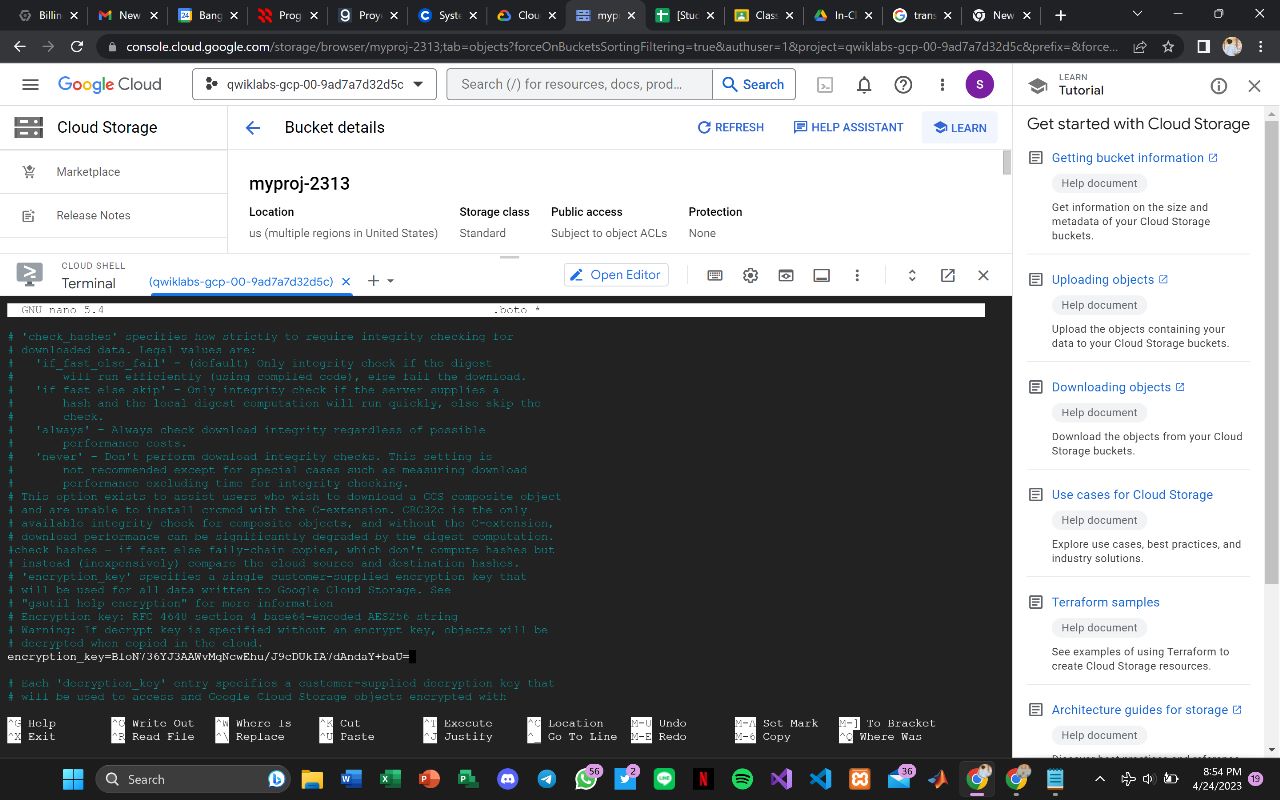 Billin
New
Bang
Prog
Proye
Syste
Clou
myp
[Stuc
Class
In-Cl
trans
New
console.cloud.google.com/storage/browser/myproj-2313;tab=objects?forceOnBucketsSortingFiltering=true&authuser=1&project=qwiklabs-gcp-00-9ad7a7d32d5c&prefix=&force...
Google Cloud
qwiklabs-gcp-00-9ad7a7d32d5c
Search (/) for resources, docs, prod...
Search
S
LEARN
Tutorial
Cloud Storage
Bucket details
REFRESH
HELP ASSISTANT
LEARN
Marketplace
Release Notes
myproj-2313
Location Storage class Public access Protection
us (multiple regions in United States) Standard Subject to object ACLs None
CLOUD SHELL
Terminal
(qwiklabs-gcp-00-9ad7a7d32d5c)
Open Editor
GNU nano 5.4 .boto *
# 'check_hashes' specifies how strictly to require integrity checking for
# downloaded data. Legal values are:
#   'if_fast_else_fail' - (default) Only integrity check if the digest
#       will run efficiently (using compiled code), else fail the download.
#   'if_fast_else_skip' - Only integrity check if the server supplies a
#       hash and the local digest computation will run quickly, else skip the
#       check.
#   'always' - Always check download integrity regardless of possible
#       performance costs.
#   'never' - Don't perform download integrity checks. This setting is
#       not recommended except for special cases such as measuring download
#       performance excluding time for integrity checking.
# This option exists to assist users who wish to download a GCS composite object
# and are unable to install crcmod with the C-extension. CRC32c is the only
# available integrity check for composite objects, and without the C-extension,
# download performance can be significantly degraded by the digest computation.
#check_hashes = if_fast_else_faily-chain copies, which don't compute hashes but
# instead (inexpensively) compare the cloud source and destination hashes.
# 'encryption_key' specifies a single customer-supplied encryption key that
# will be used for all data written to Google Cloud Storage. See
# "gsutil help encryption" for more information
# Encryption key: RFC 4648 section 4 base64-encoded AES256 string
# Warning: If decrypt key is specified without an encrypt key, objects will be
# decrypted when copied in the cloud.
# Each 'decryption_key' entry specifies a customer-supplied decryption key that
# will be used to access and Google Cloud Storage objects encrypted with
^G Help ^O Write Out ^W Where Is ^K Cut ^T Execute ^C Location M-U Undo M-A Set Mark M-] To Bracket
^X Exit ^R Read File ^\ Replace ^U Paste ^J Justify ^_ Go To Line M-E Redo M-6 Copy ^Q Where Was
Get started with Cloud Storage
Getting bucket information
Help document
Get information on the size and
metadata of your Cloud Storage
buckets.
Uploading objects
Help document
Upload the objects containing your
data to your Cloud Storage buckets.
Downloading objects
Help document
Download the objects from your Cloud
Storage buckets.
Use cases for Cloud Storage
Help document
Explore use cases, best practices, and
industry solutions.
Terraform samples
Help document
See examples of using Terraform to
create Cloud Storage resources.
Architecture guides for storage
Help document
Search
56
2
36
8:54 PM
4/24/2023
19